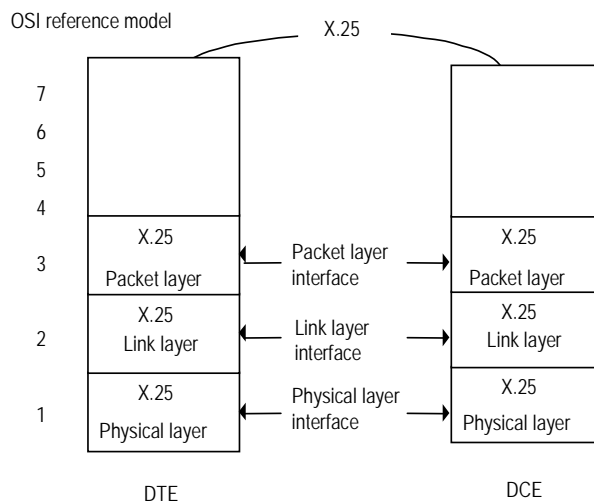 OSI reference model
X.25
7
6
5
4
3
2
1
X.25
Packet layer
X.25
Link layer
X.25
Physical layer
Packet layer
interface
Link layer
interface
Physical layer
interface
X.25
Packet layer
X.25
Link layer
X.25
Physical layer
DTE
DCE